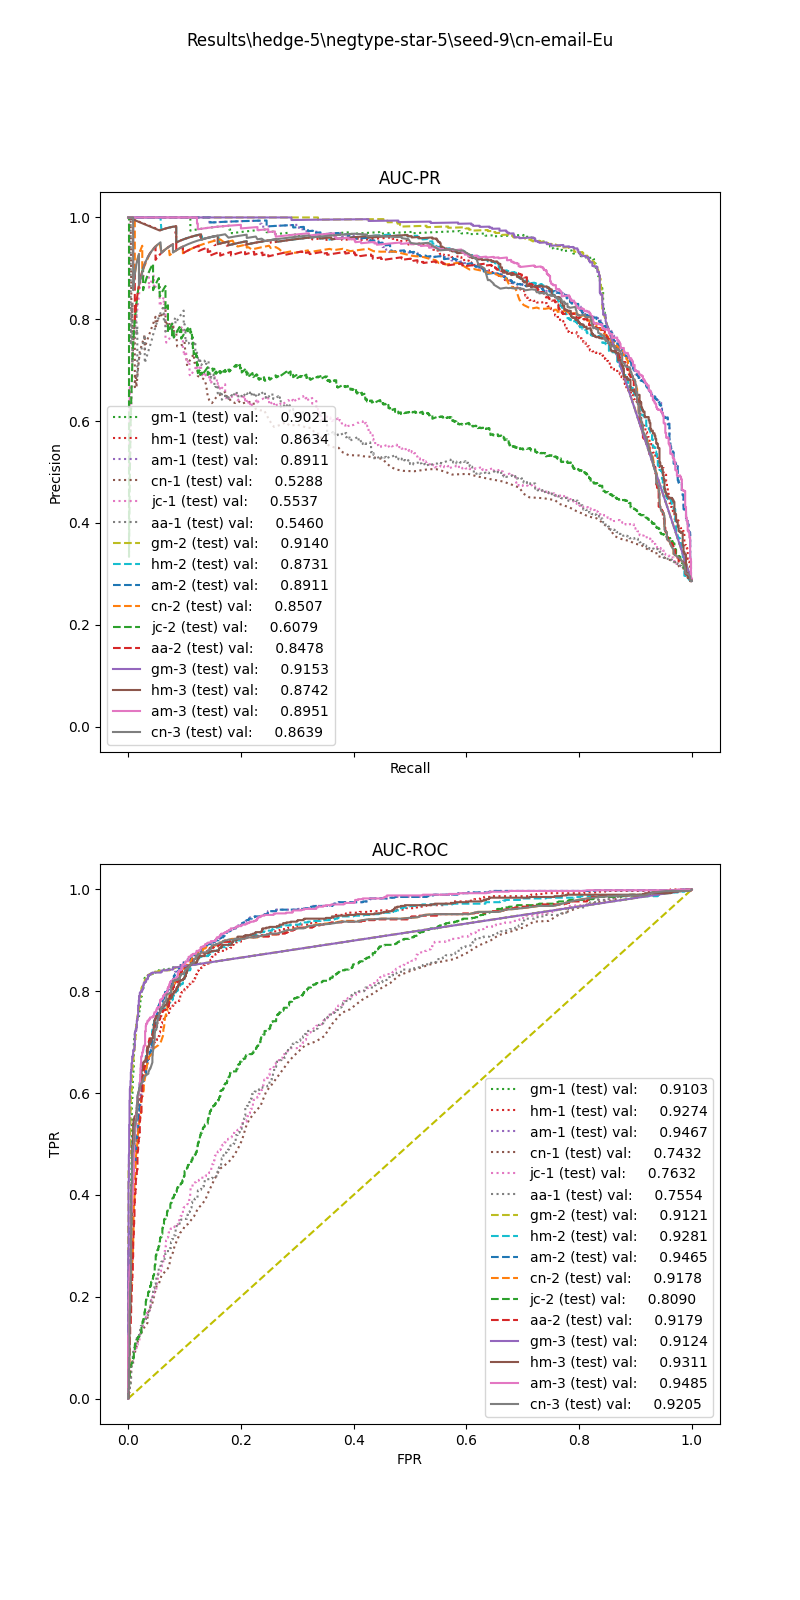 Results\hedge-5\negtype-star-5\seed-9\cn-email-Eu
AUC-PR
1.0
0.8
0.6
0.4
0.2
0.0
Precision
gm-1 (test) val: 0.9021
hm-1 (test) val: 0.8634
am-1 (test) val: 0.8911
cn-1 (test) val: 0.5288
jc-1 (test) val: 0.5537
aa-1 (test) val: 0.5460
gm-2 (test) val: 0.9140
hm-2 (test) val: 0.8731
am-2 (test) val: 0.8911
cn-2 (test) val: 0.8507
jc-2 (test) val: 0.6079
aa-2 (test) val: 0.8478
gm-3 (test) val: 0.9153
hm-3 (test) val: 0.8742
am-3 (test) val: 0.8951
cn-3 (test) val: 0.8639
Recall
AUC-ROC
1.0
0.8
0.6
0.4
0.2
0.0
TPR
gm-1 (test) val: 0.9103
hm-1 (test) val: 0.9274
am-1 (test) val: 0.9467
cn-1 (test) val: 0.7432
jc-1 (test) val: 0.7632
aa-1 (test) val: 0.7554
gm-2 (test) val: 0.9121
hm-2 (test) val: 0.9281
am-2 (test) val: 0.9465
cn-2 (test) val: 0.9178
jc-2 (test) val: 0.8090
aa-2 (test) val: 0.9179
gm-3 (test) val: 0.9124
hm-3 (test) val: 0.9311
am-3 (test) val: 0.9485
cn-3 (test) val: 0.9205
0.0 0.2 0.4 0.6 0.8 1.0
FPR